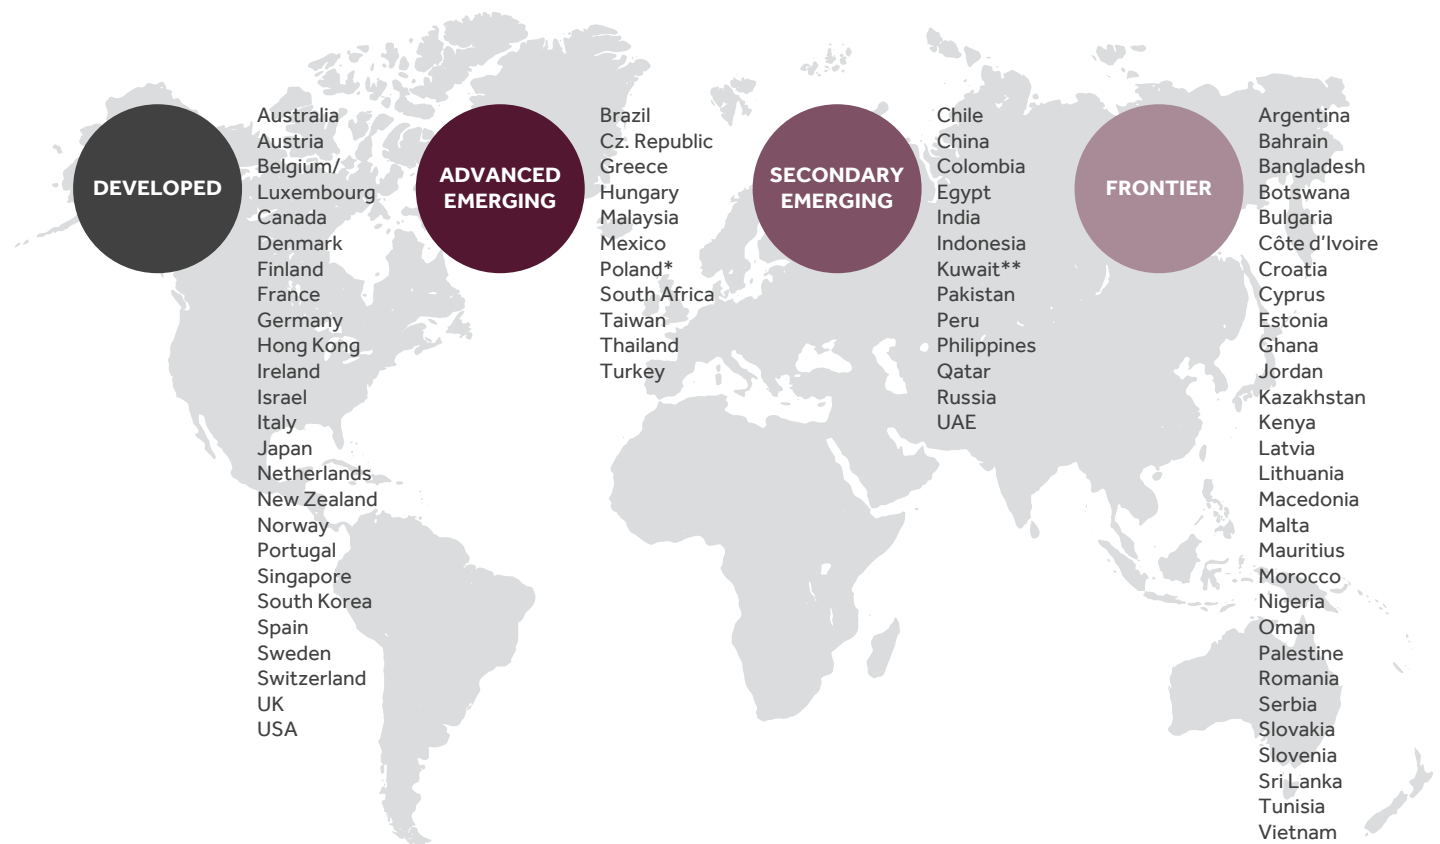 DEVELOPED
Australia
Austria
Belgium/
Luxembourg
Canada
Denmark
Finland
France
Germany
Hong Kong
Ireland
Israel
Italy
Japan
Netherlands
New Zealand
Norway
Portugal
Singapore
South Korea
Spain
Sweden
Switzerland
UK
USA
ADVANCED
EMERGING
Brazil
Cz. Republic
Greece
Hungary
Malaysia
Mexico
Poland*
South Africa
Taiwan
Thailand
Turkey
SECONDARY
EMERGING
Chile
China
Colombia
Egypt
India
Indonesia
Kuwait**
Pakistan
Peru
Philippines
Qatar
Russia
UAE
FRONTIER
Argentina
Bahrain
Bangladesh
Botswana
Bulgaria
Côte d’Ivoire
Croatia
Cyprus
Estonia
Ghana
Jordan
Kazakhstan
Kenya
Latvia
Lithuania
Macedonia
Malta
Mauritius
Morocco
Nigeria
Oman
Palestine
Romania
Serbia
Slovakia
Slovenia
Sri Lanka
Tunisia
Vietnam